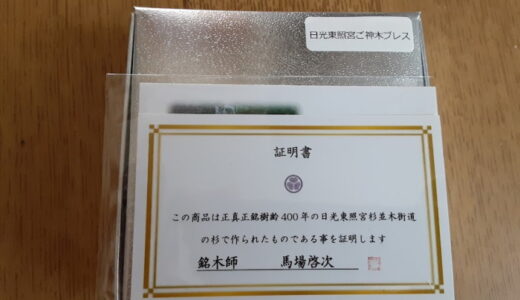 日光東照宮ご神木ブレス
証明書
この商品は正真正銘樹齢400年の日光東照宮杉並木街道
の杉で作られたものである事を証明します
銘木師 馬場啓次